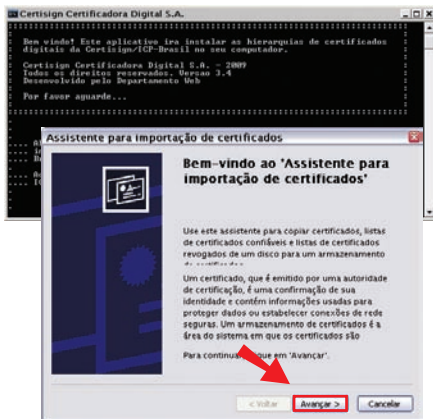 Certisign Certificadora Digital S.A.
Bem vindo! Este aplicativo ira instalar as hierarquias de certificados
digitais da Certisign/ICP-Brasil no seu computador.
Certisign Certificadora Digital S.A. - 2009
Todos os direitos reservados. Versao 3.4
Desenvolvido pelo Departamento Web
Por favor aguarde...
Assistente para importação de certificados
Bem-vindo ao 'Assistente para
importação de certificados'
Use este assistente para copiar certificados, listas
de certificados confiáveis e listas de certificados
revogados de um disco para um armazenamento
de certificados
Um certificado, que é emitido por uma autoridade
de certificação, é uma confirmação de sua
identidade e contém informações usadas para
proteger dados ou estabelecer conexões de rede
seguras. Um armazenamento de certificados é a
área do sistema em que os certificados são
Para continuar, que em 'Avançar'.
< Voltar
Avançar >
Cancelar